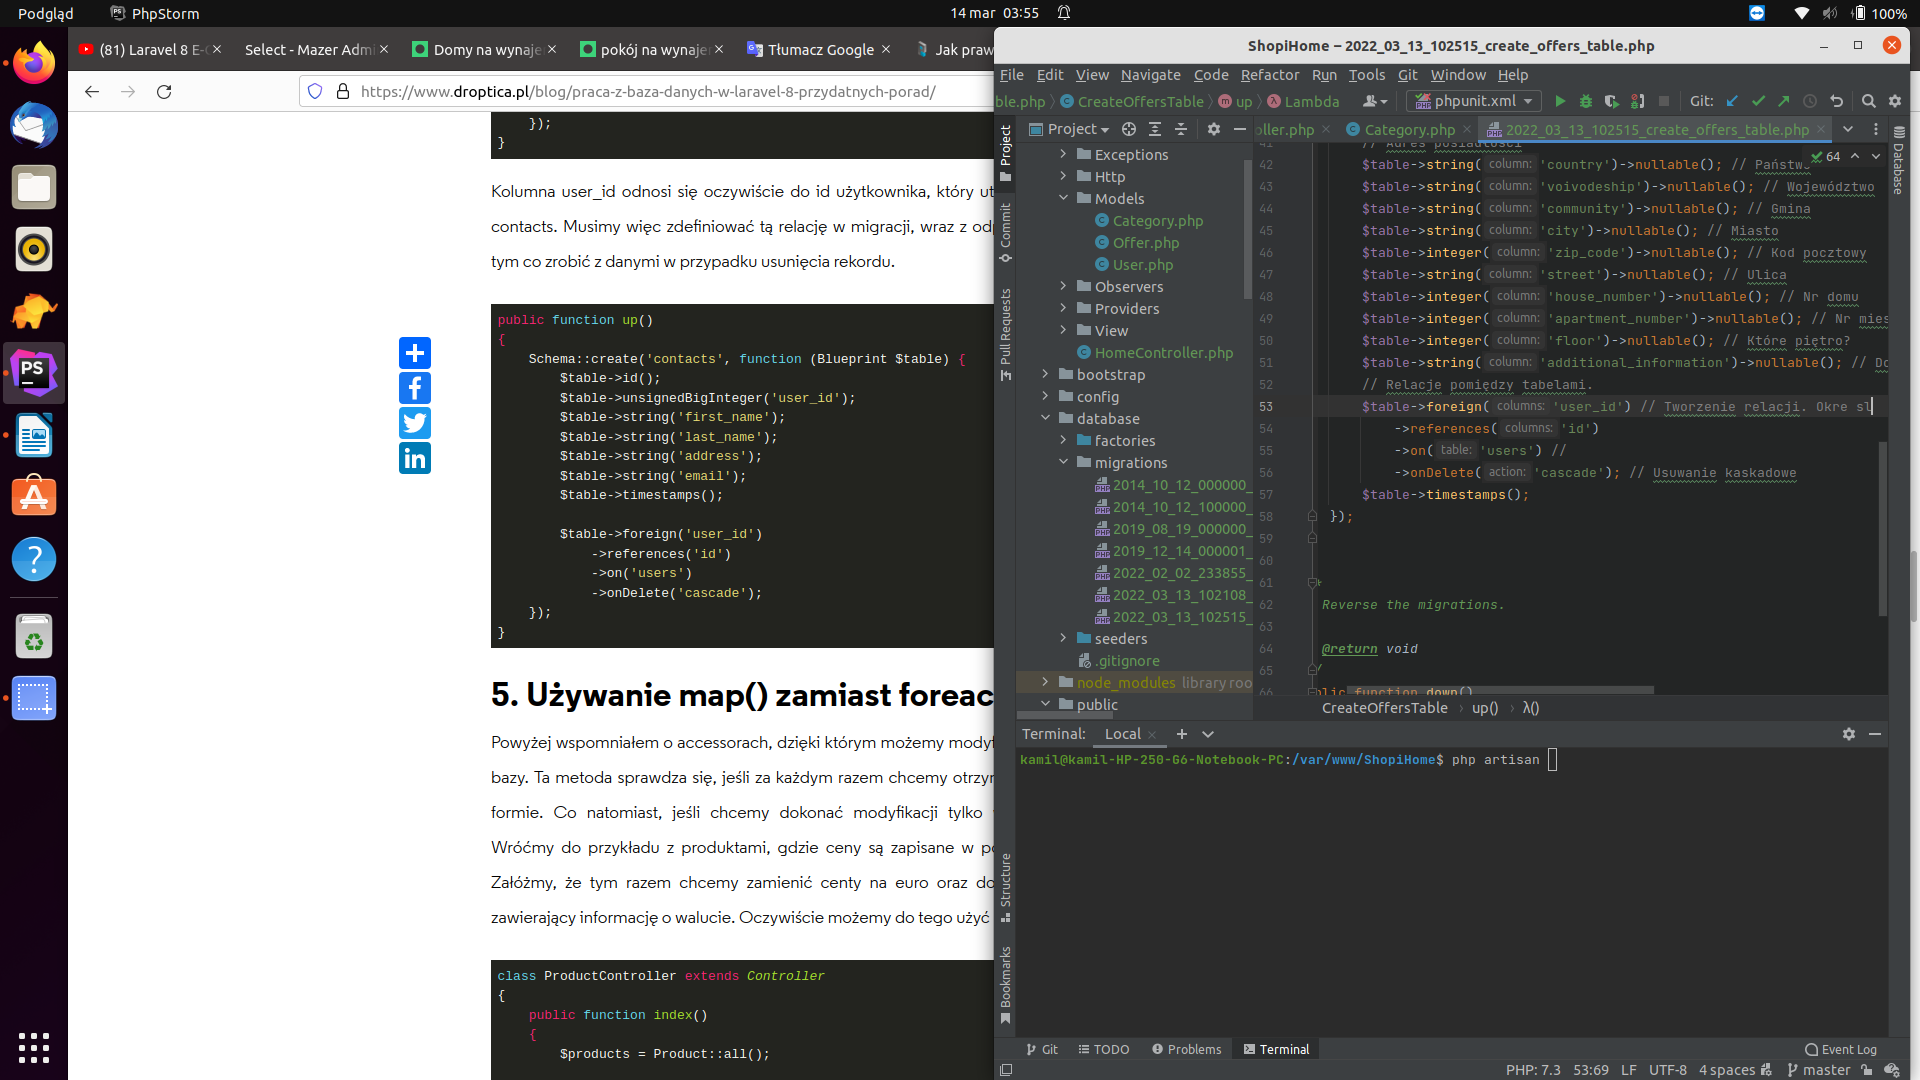 Podgląd
PhpStorm
14 mar 03:55
100%
(81) Laravel 8 E-C
Select - Mazer Admi
Domy na wynaje
pokój na wynaje
Tłumacz Google
Jak praw
https://www.droptica.pl/blog/praca-z-baza-danych-w-laravel-8-przydatnych-porad/
});
}
Kolumna user_id odnosi się oczywiście do id użytkownika, który ut
contacts. Musimy więc zdefiniować tą relację w migracji, wraz z od
tym co zrobić z danymi w przypadku usunięcia rekordu.
public function up()
{
Schema::create('contacts', function (Blueprint $table) {
$table->id();
$table->unsignedBigInteger('user_id');
$table->string('first_name');
$table->string('last_name');
$table->string('address');
$table->string('email');
$table->timestamps();
$table->foreign('user_id')
->references('id')
->on('users')
->onDelete('cascade');
});
}
5. Używanie map() zamiast foreac
Powyżej wspomniałem o accessorach, dzięki którym możemy modyf
bazy. Ta metoda sprawdza się, jeśli za każdym razem chcemy otrzyn
formie. Co natomiast, jeśli chcemy dokonać modyfikacji tylko
Wróćmy do przykładu z produktami, gdzie ceny są zapisane w p
Załóżmy, że tym razem chcemy zamienić centy na euro oraz do
zawierający informację o walucie. Oczywiście możemy do tego użyć
class ProductController extends Controller
{
public function index()
{
$products = Product::all();
ShopiHome – 2022_03_13_102515_create_offers_table.php
File Edit View Navigate Code Refactor Run Tools Git Window Help
ble.php
CreateOffersTable
up
Lambda
phpunit.xml
Git:
Project
oller.php
Category.php
2022_03_13_102515_create_offers_table.php
Project
Commit
Pull Requests
Structure
Bookmarks
Database
Exceptions
Http
Models
Category.php
Offer.php
User.php
Observers
Providers
View
HomeController.php
bootstrap
config
database
factories
migrations
2014_10_12_000000_
2014_10_12_100000_
2019_08_19_000000_
2019_12_14_000001_
2022_02_02_233855_
2022_03_13_102108_
2022_03_13_102515_
seeders
.gitignore
node_modules library roo
public
64
41 // Adres posiadłości
42 $table->string( column: 'country')->nullable(); // Państw
43 $table->string( column: 'voivodeship')->nullable(); // Województwo
44 $table->string( column: 'community')->nullable(); // Gmina
45 $table->string( column: 'city')->nullable(); // Miasto
46 $table->integer( column: 'zip_code')->nullable(); // Kod pocztowy
47 $table->string( column: 'street')->nullable(); // Ulica
48 $table->integer( column: 'house_number')->nullable(); // Nr domu
49 $table->integer( column: 'apartment_number')->nullable(); // Nr mies
50 $table->integer( column: 'floor')->nullable(); // Które piętro?
51 $table->string( column: 'additional_information')->nullable(); // Do
52 // Relacje pomiędzy tabelami.
53 $table->foreign( columns: 'user_id') // Tworzenie relacji. Okre sl
54 ->references( columns: 'id')
55 ->on( table: 'users') //
56 ->onDelete( action: 'cascade'); // Usuwanie kaskadowe
57 $table->timestamps();
58 });
59
60
61 *
62 Reverse the migrations.
63
64 @return void
65 /
66 blic function down()
CreateOffersTable › up() › λ()
Terminal: Local
kamil@kamil-HP-250-G6-Notebook-PC:/var/www/ShopiHome$ php artisan
Git
TODO
Problems
Terminal
Event Log
PHP: 7.3 53:69 LF UTF-8 4 spaces master